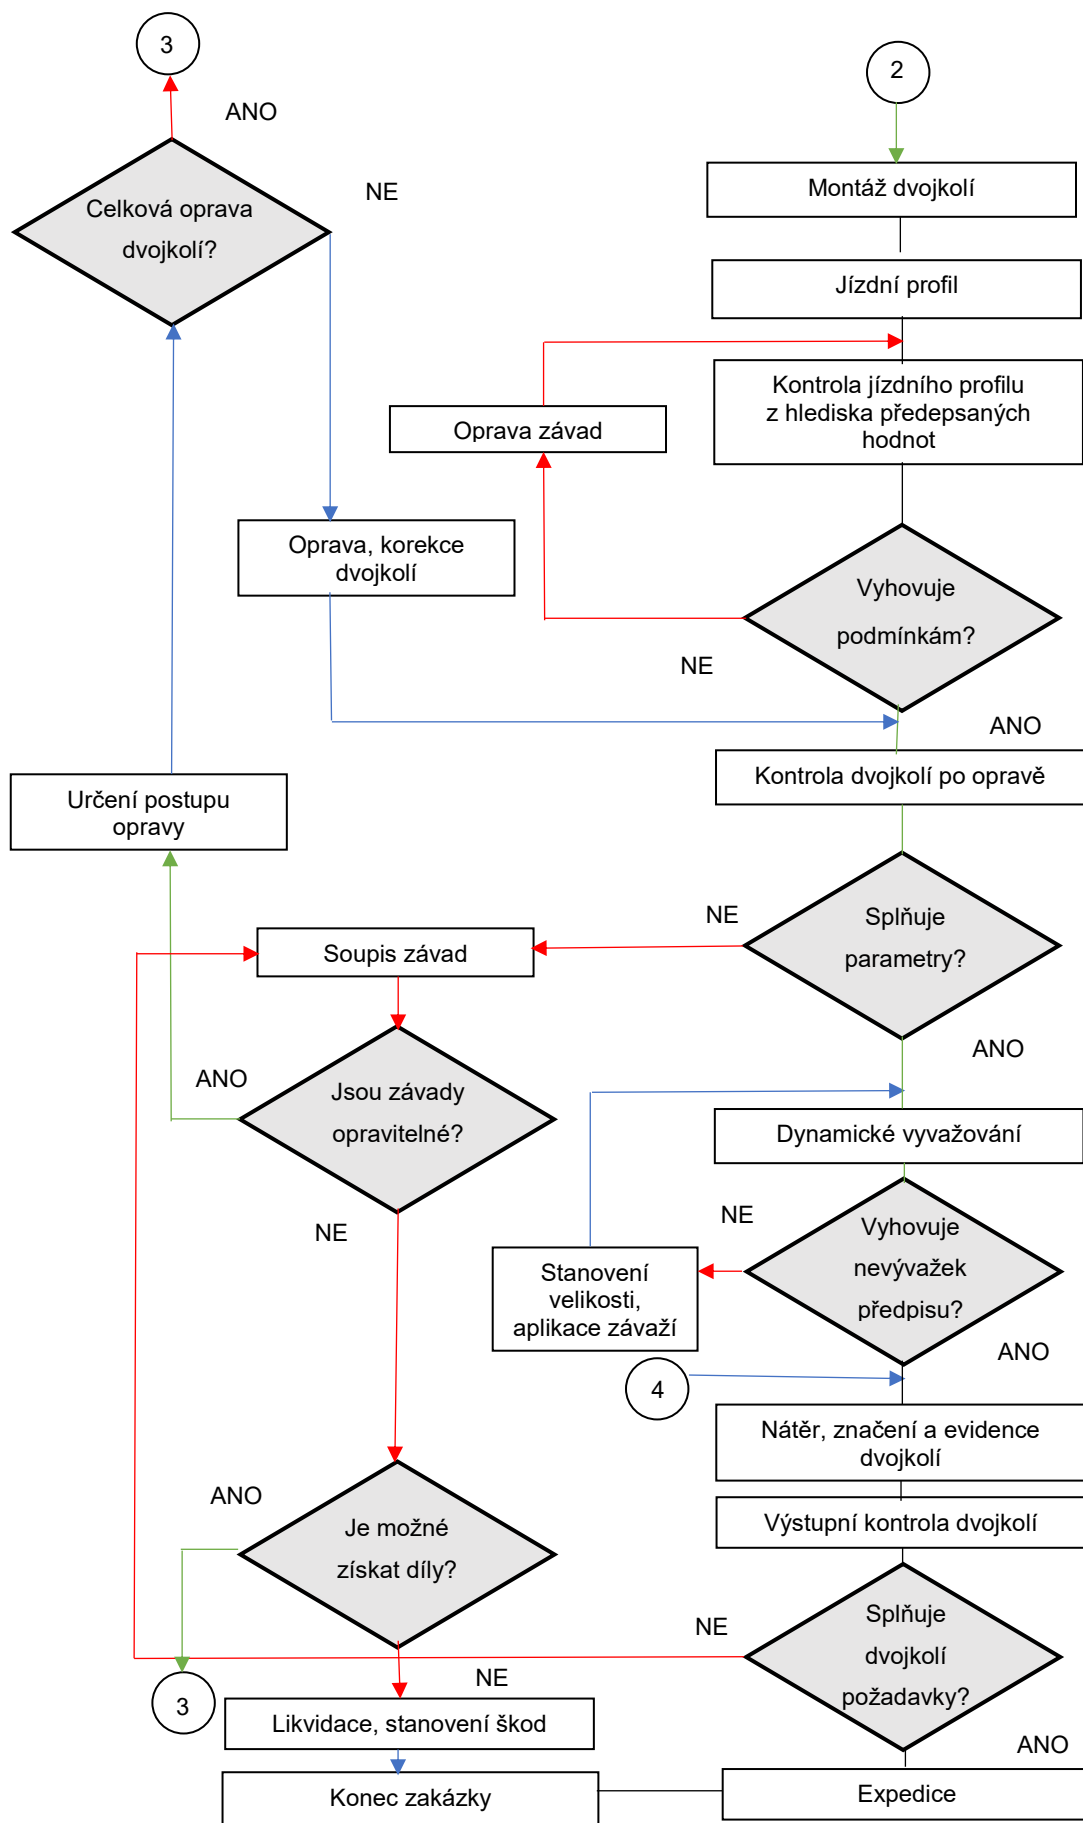 3
2
ANO
Montáž dvojkolí
NE
Celková oprava
dvojkolí?
Jízdní profil
Kontrola jízdního profilu
z hlediska předepsaných
hodnot
Oprava závad
Oprava, korekce
dvojkolí
Vyhovuje
podmínkám?
NE
ANO
Kontrola dvojkolí po opravě
Určení postupu
opravy
NE
Splňuje
parametry?
Soupis závad
ANO
ANO
Jsou závady
opravitelné?
Dynamické vyvažování
NE
NE
Vyhovuje
nevývažek
předpisu?
Stanovení
velikosti,
aplikace závaží
ANO
4
Nátěr, značení a evidence
dvojkolí
ANO
Výstupní kontrola dvojkolí
Je možné
získat díly?
NE
Splňuje
dvojkolí
požadavky?
NE
3
Likvidace, stanovení škod
ANO
Konec zakázky
Expedice